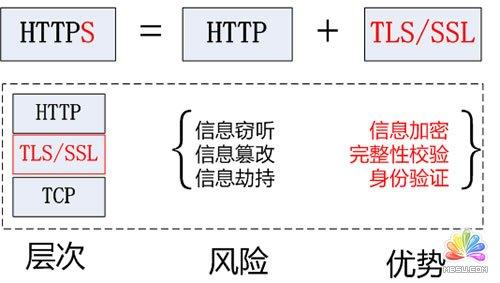 HTTPS = HTTP + TLS/SSL
HTTP
TLS/SSL
TCP
信息窃听 信息加密
信息篡改 完整性校验
信息劫持 身份验证
层次 风险 优势
MBSU.COM